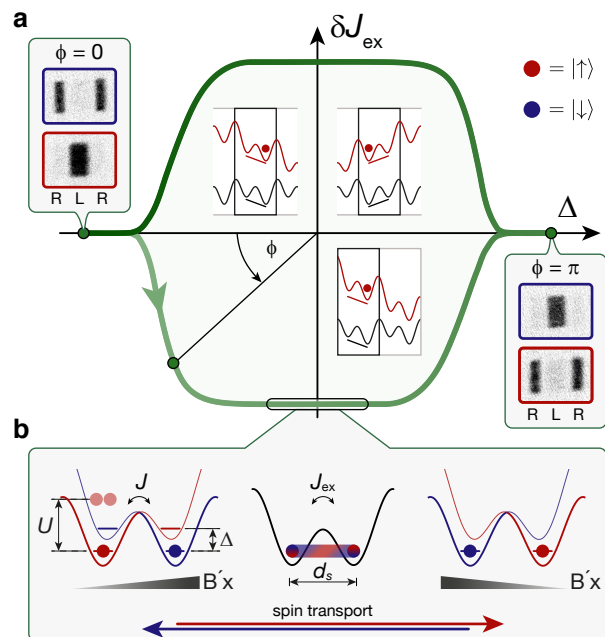 a
δJex
ϕ = 0
R L R
= |↑⟩
= |↓⟩
Δ
ϕ
ϕ = π
R L R
b
J
U
Δ
B´x
Jex
ds
B´x
spin transport